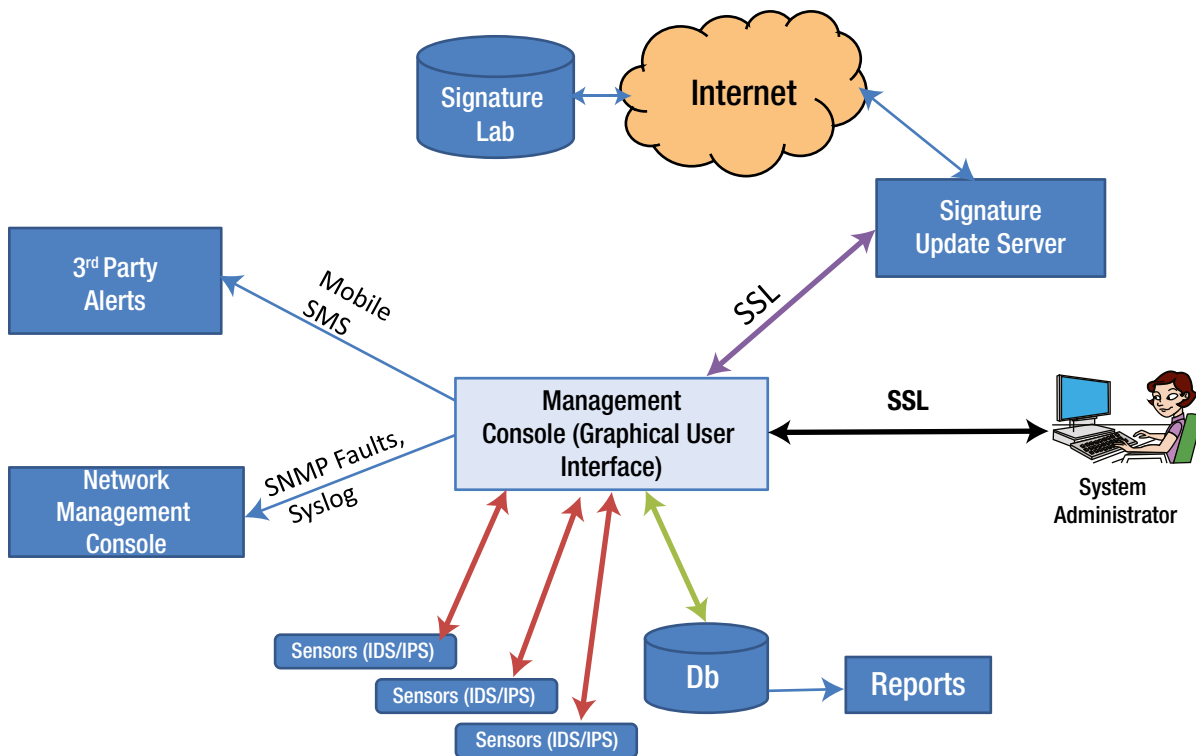 Signature
Lab
Internet
Signature
Update Server
3rd Party
Alerts
Mobile
SMS
SSL
Management
Console (Graphical User
Interface)
SSL
System
Administrator
Network
Management
Console
SNMP Faults,
Syslog
Sensors (IDS/IPS)
Sensors (IDS/IPS)
Sensors (IDS/IPS)
Db
Reports